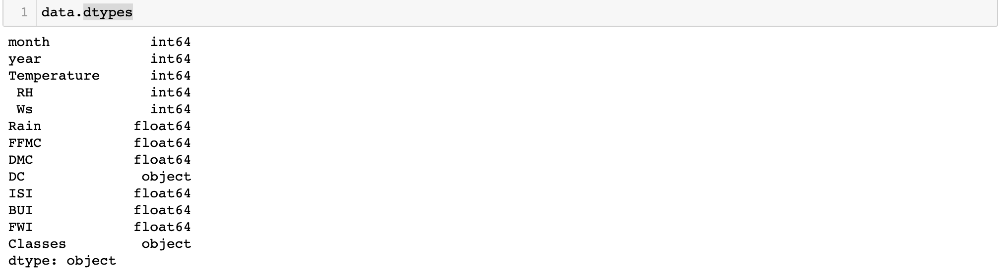 1 data.dtypes
month int64
year int64
Temperature int64
RH int64
Ws int64
Rain float64
FFMC float64
DMC float64
DC object
ISI float64
BUI float64
FWI float64
Classes object
dtype: object